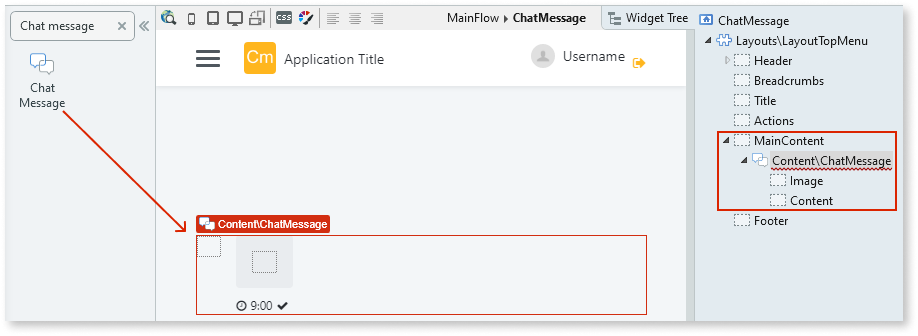 Chat message
Chat
Message
MainFlow ▸ ChatMessage
Widget Tree
CSS
Cm
Application Title
Username
Content\ChatMessage
9:00
ChatMessage
Layouts\LayoutTopMenu
Header
Breadcrumbs
Title
Actions
MainContent
Content\ChatMessage
Image
Content
Footer